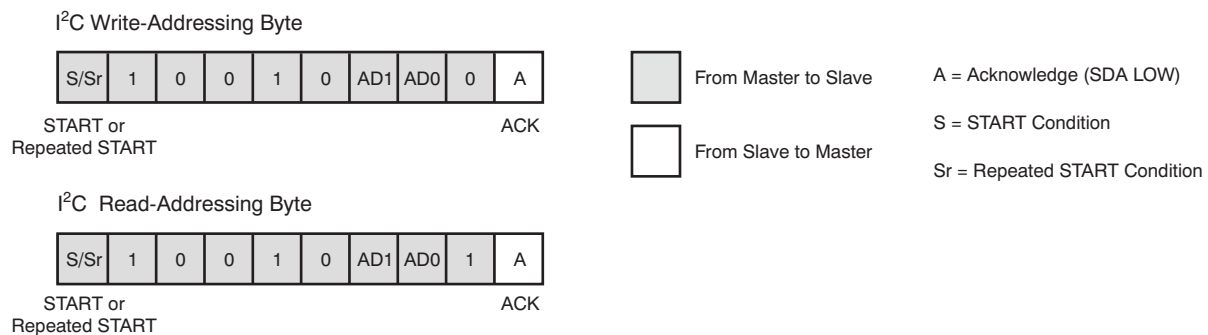 I²C Write-Addressing Byte
S/Sr 1 0 0 1 0 AD1 AD0 0 A
START or
Repeated START
ACK
I²C Read-Addressing Byte
S/Sr 1 0 0 1 0 AD1 AD0 1 A
START or
Repeated START
ACK
From Master to Slave
From Slave to Master
A = Acknowledge (SDA LOW)
S = START Condition
Sr = Repeated START Condition